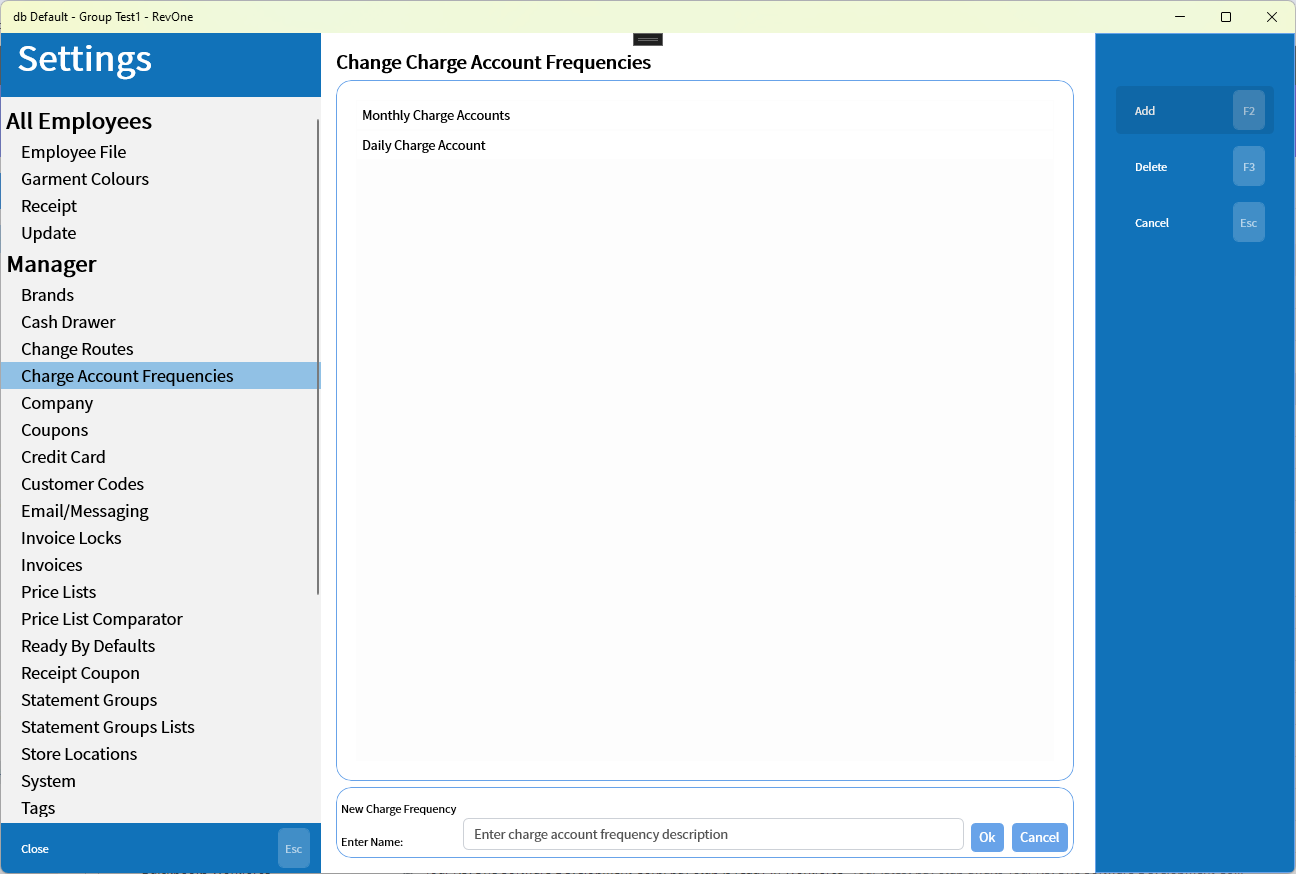 db Default - Group Test1 - RevOne
Settings
All Employees
Employee File
Garment Colours
Receipt
Update
Manager
Brands
Cash Drawer
Change Routes
Charge Account Frequencies
Company
Coupons
Credit Card
Customer Codes
Email/Messaging
Invoice Locks
Invoices
Price Lists
Price List Comparator
Ready By Defaults
Receipt Coupon
Statement Groups
Statement Groups Lists
Store Locations
System
Tags
Close Esc
Change Charge Account Frequencies
Monthly Charge Accounts
Daily Charge Account
New Charge Frequency
Enter Name: Enter charge account frequency description Ok Cancel
Add F2
Delete F3
Cancel Esc